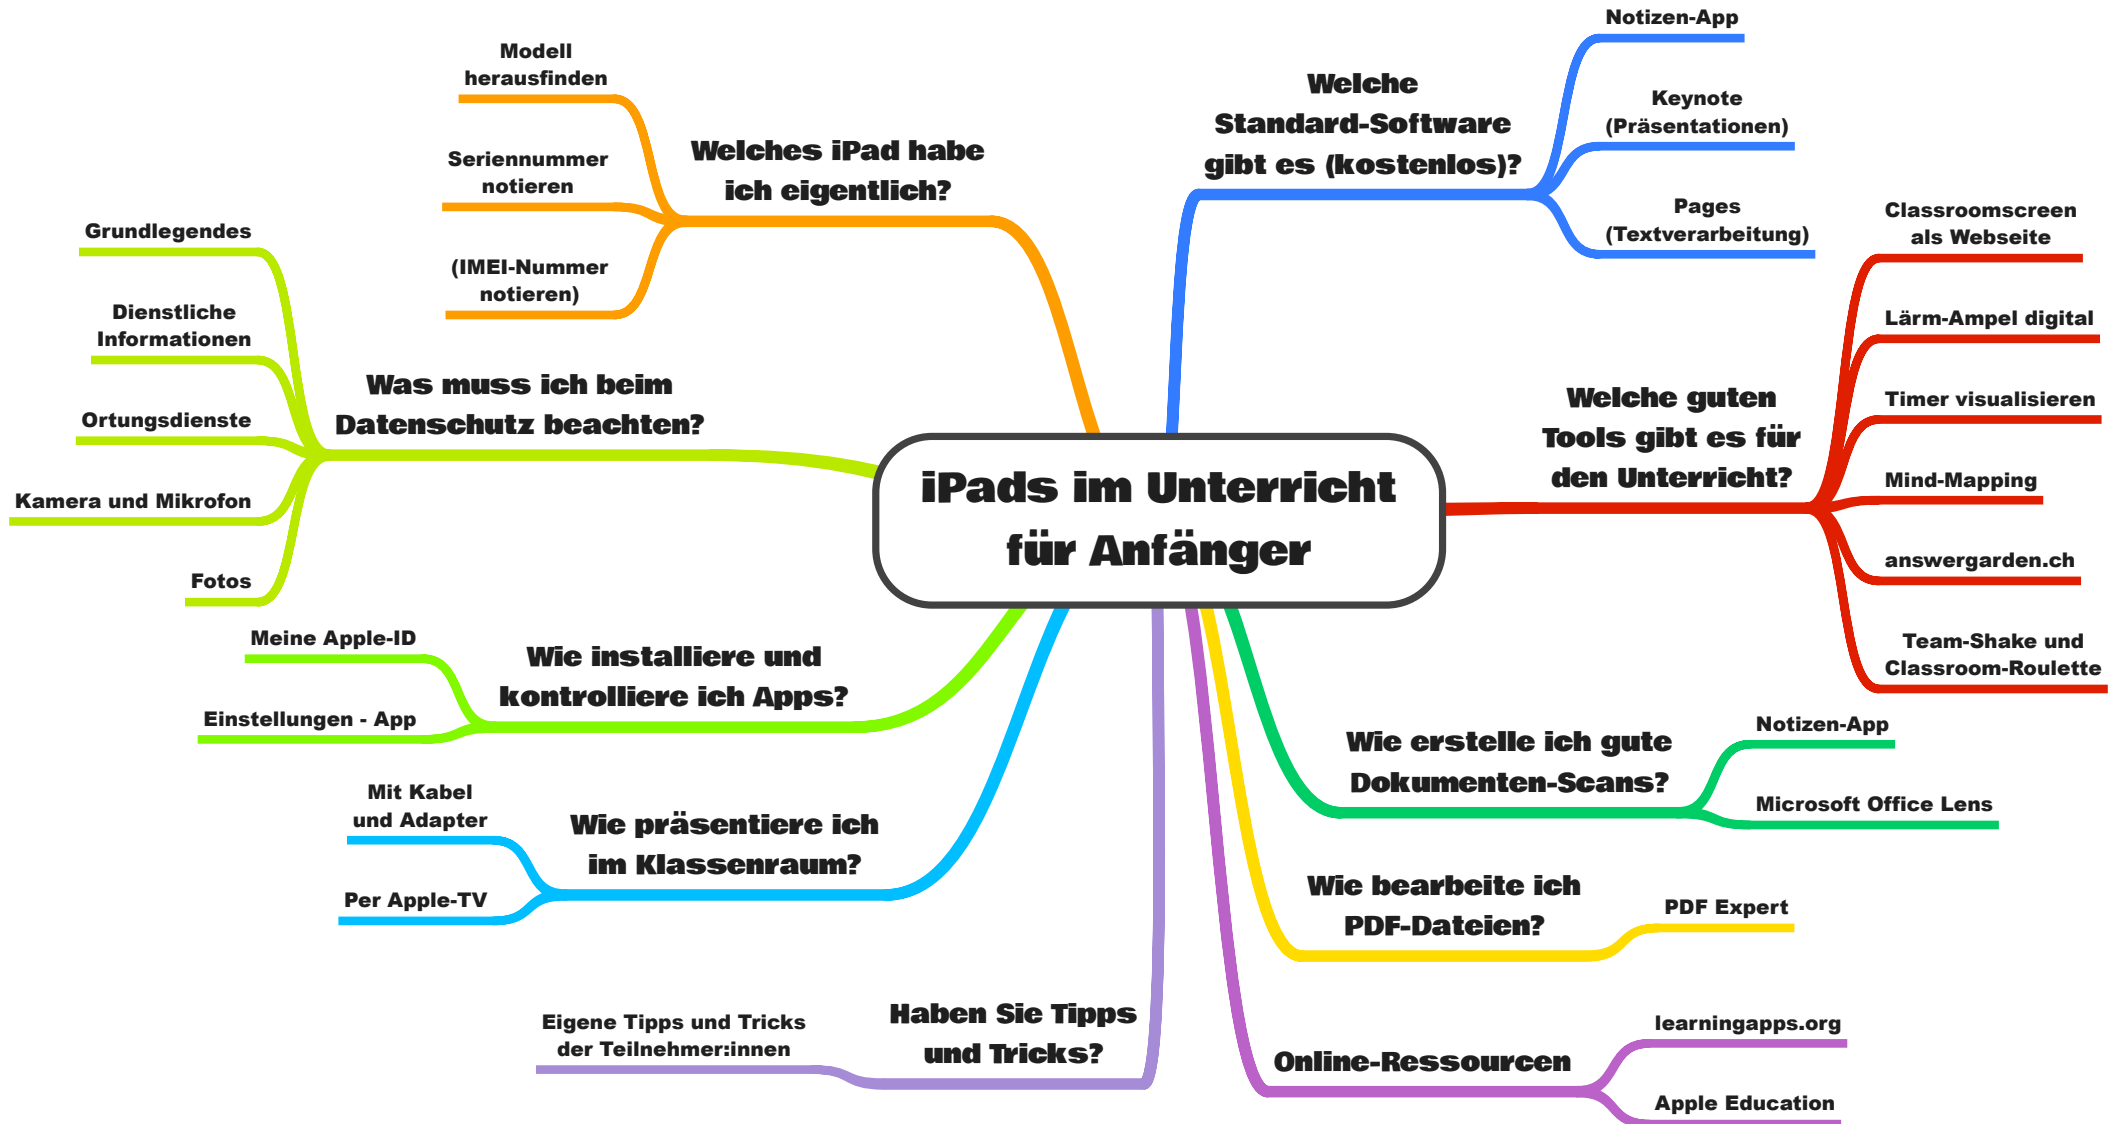 iPads im Unterricht
für Anfänger
Welche
Standard-Software
gibt es (kostenlos)?
Notizen-App
Keynote
(Präsentationen)
Pages
(Textverarbeitung)
Welche guten
Tools gibt es für
den Unterricht?
Classroomscreen
als Webseite
Lärm-Ampel digital
Timer visualisieren
Mind-Mapping
answergarden.ch
Team-Shake und
Classroom-Roulette
Wie erstelle ich gute
Dokumenten-Scans?
Notizen-App
Microsoft Office Lens
Wie bearbeite ich
PDF-Dateien?
PDF Expert
Online-Ressourcen
learningapps.org
Apple Education
Haben Sie Tipps
und Tricks?
Eigene Tipps und Tricks
der Teilnehmer:innen
Wie präsentiere ich
im Klassenraum?
Mit Kabel
und Adapter
Per Apple-TV
Wie installiere und
kontrolliere ich Apps?
Meine Apple-ID
Einstellungen - App
Was muss ich beim
Datenschutz beachten?
Grundlegendes
Dienstliche
Informationen
Ortungsdienste
Kamera und Mikrofon
Fotos
Welches iPad habe
ich eigentlich?
Modell
herausfinden
Seriennummer
notieren
(IMEI-Nummer
notieren)